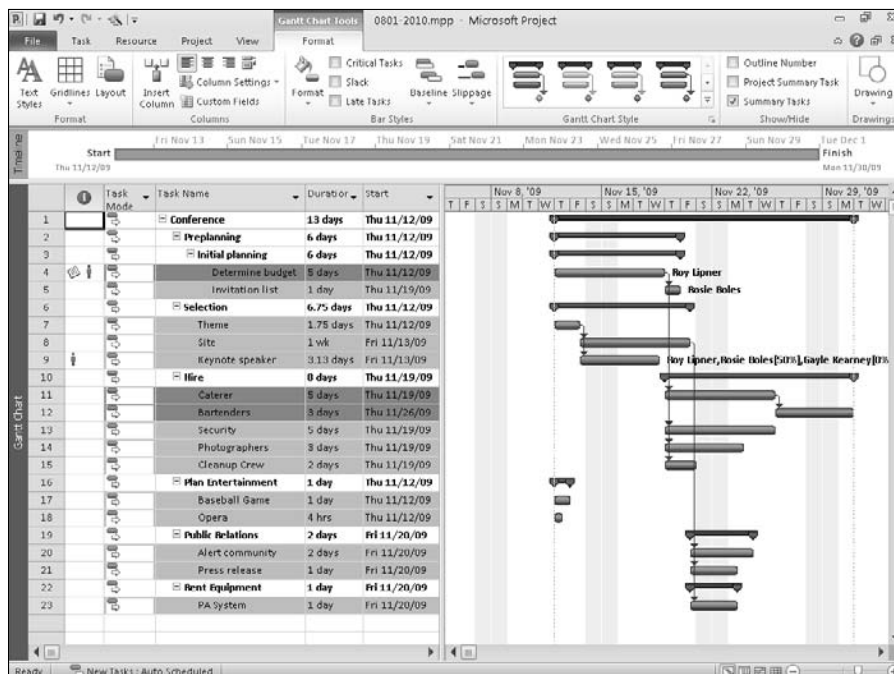 Gantt Chart Tools 0801-2010.mpp - Microsoft Project
File Task Resource Project View Format
Text Styles Gridlines Layout
Format
Insert Column
Column Settings
Custom Fields
Columns
Format
Critical Tasks
Slack
Late Tasks
Baseline Slippage
Bar Styles
Gantt Chart Style
Outline Number
Project Summary Task
Summary Tasks
Show/Hide
Drawing
Drawings
Timeline
Fri Nov 13 Sun Nov 15 Tue Nov 17 Thu Nov 19 Sat Nov 21 Mon Nov 23 Wed Nov 25 Fri Nov 27 Sun Nov 29 Tue Dec 1
Start Finish
Thu 11/12/09 Mon 11/30/09
Task Mode Task Name Duration Start
Nov 8, '09 Nov 15, '09 Nov 22, '09 Nov 29, '09
T F S S M T W T F S S M T W T F S S M T W T F S S M T
1 Conference 13 days Thu 11/12/09
2 Preplanning 6 days Thu 11/12/09
3 Initial planning 6 days Thu 11/12/09
4 Determine budget 5 days Thu 11/12/09 Roy Lipner
5 Invitation list 1 day Thu 11/19/09 Rosie Boles
6 Selection 6.75 days Thu 11/12/09
7 Theme 1.75 days Thu 11/12/09
8 Site 1 wk Fri 11/13/09
9 Keynote speaker 3.13 days Fri 11/13/09 Roy Lipner,Rosie Boles[50%],Gayle Kearney[0%
10 Hire 8 days Thu 11/19/09
11 Caterer 5 days Thu 11/19/09
12 Bartenders 3 days Thu 11/26/09
13 Security 5 days Thu 11/19/09
14 Photographers 3 days Thu 11/19/09
15 Cleanup Crew 2 days Thu 11/19/09
16 Plan Entertainment 1 day Thu 11/12/09
17 Baseball Game 1 day Thu 11/12/09
18 Opera 4 hrs Thu 11/12/09
19 Public Relations 2 days Fri 11/20/09
20 Alert community 2 days Fri 11/20/09
21 Press release 1 day Fri 11/20/09
22 Rent Equipment 1 day Fri 11/20/09
23 PA System 1 day Fri 11/20/09
Gantt Chart
Ready New Tasks : Auto Scheduled